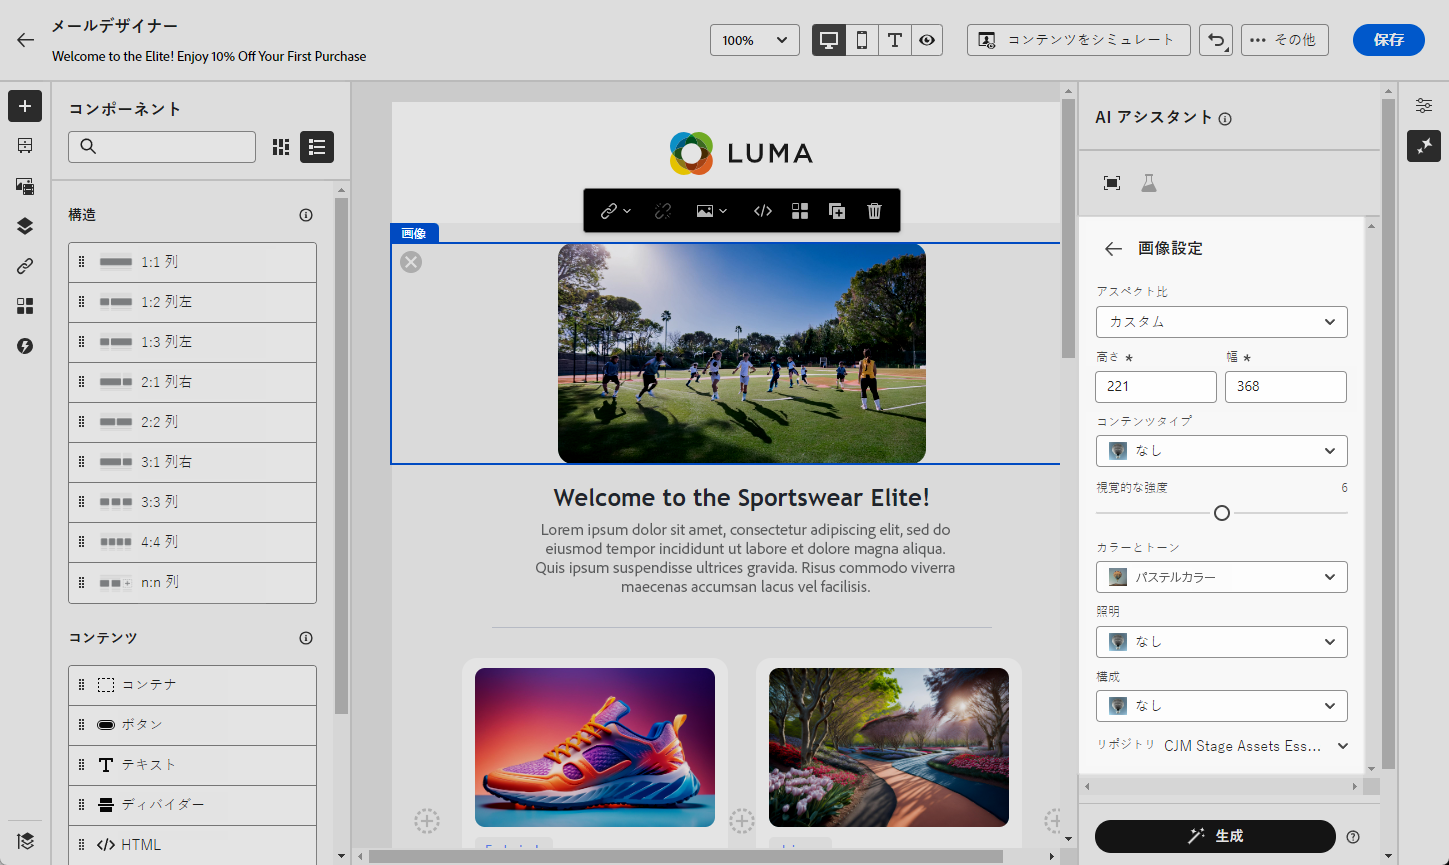 メールデザイナー
Welcome to the Elite! Enjoy 10% Off Your First Purchase
100%
コンテンツをシミュレート
その他
保存
コンポーネント
構造
1:1 列
1:2 列左
1:3 列左
2:1 列右
2:2 列
3:1 列右
3:3 列
4:4 列
n:n 列
コンテンツ
コンテナ
ボタン
テキスト
ディバイダー
HTML
LUMA
画像
Welcome to the Sportswear Elite!
Lorem ipsum dolor sit amet, consectetur adipiscing elit, sed do
eiusmod tempor incididunt ut labore et dolore magna aliqua.
Quis ipsum suspendisse ultrices gravida. Risus commodo viverra
maecenas accumsan lacus vel facilisis.
AI アシスタント
画像設定
アスペクト比
カスタム
高さ *
幅 *
221
368
コンテンツタイプ
なし
視覚的な強度
6
カラーとトーン
パステルカラー
照明
なし
構成
なし
リポジトリ CJM Stage Assets Ess...
生成